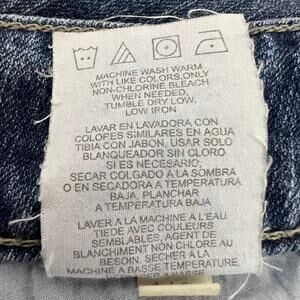 MACHINE WASH WARM
WITH LIKE COLORS, ONLY
NON-CHLORINE BLEACH
WHEN NEEDED,
TUMBLE DRY LOW,
LOW IRON
LAVAR EN LAVADORA CON
COLORES SIMILARES EN AGUA
TIBIA CON JABON, USAR SOLO
BLANQUEADOR SIN CLORO
SI ES NECESARIO,
SECAR COLGADO A LA SOMBRA
O EN SECADORA A TEMPERATURA
BAJA, PLANCHAR
A TEMPERATURA BAJA
LAVER A LA MACHINE A L'EAU
TIEDE AVEC COULEURS
SEMBLABLES, AGENT DE
BLANCHIMENT NON CHLORE AU
BESOIN, SECHER A LA
MACHINE A BASSE TEMPERATURE,